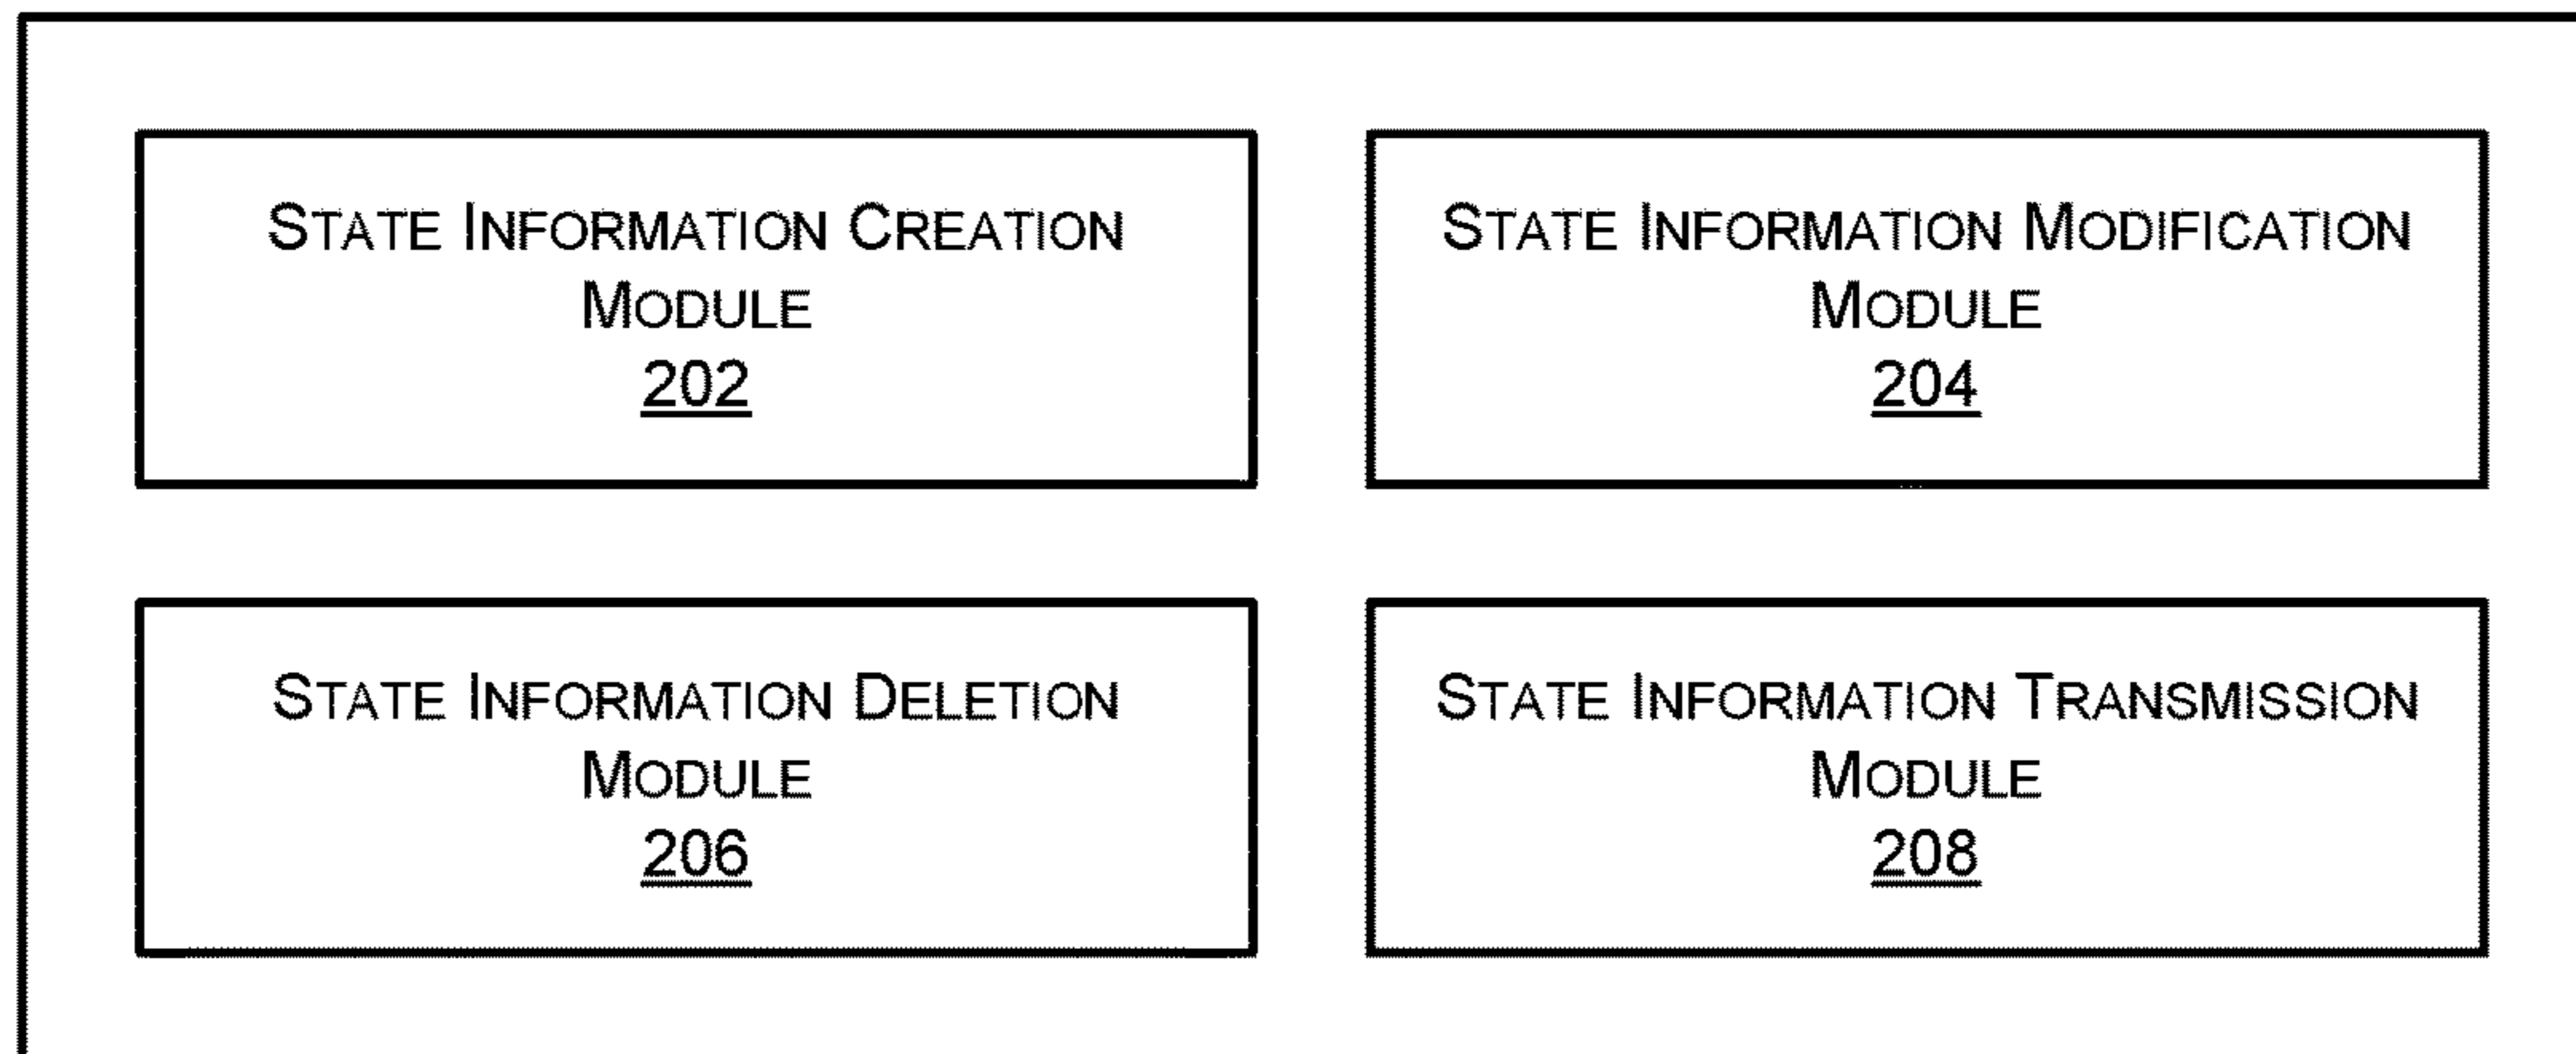 State Information Creation
Module
202
State Information Modification
Module
204
State Information Deletion
Module
206
State Information Transmission
Module
208